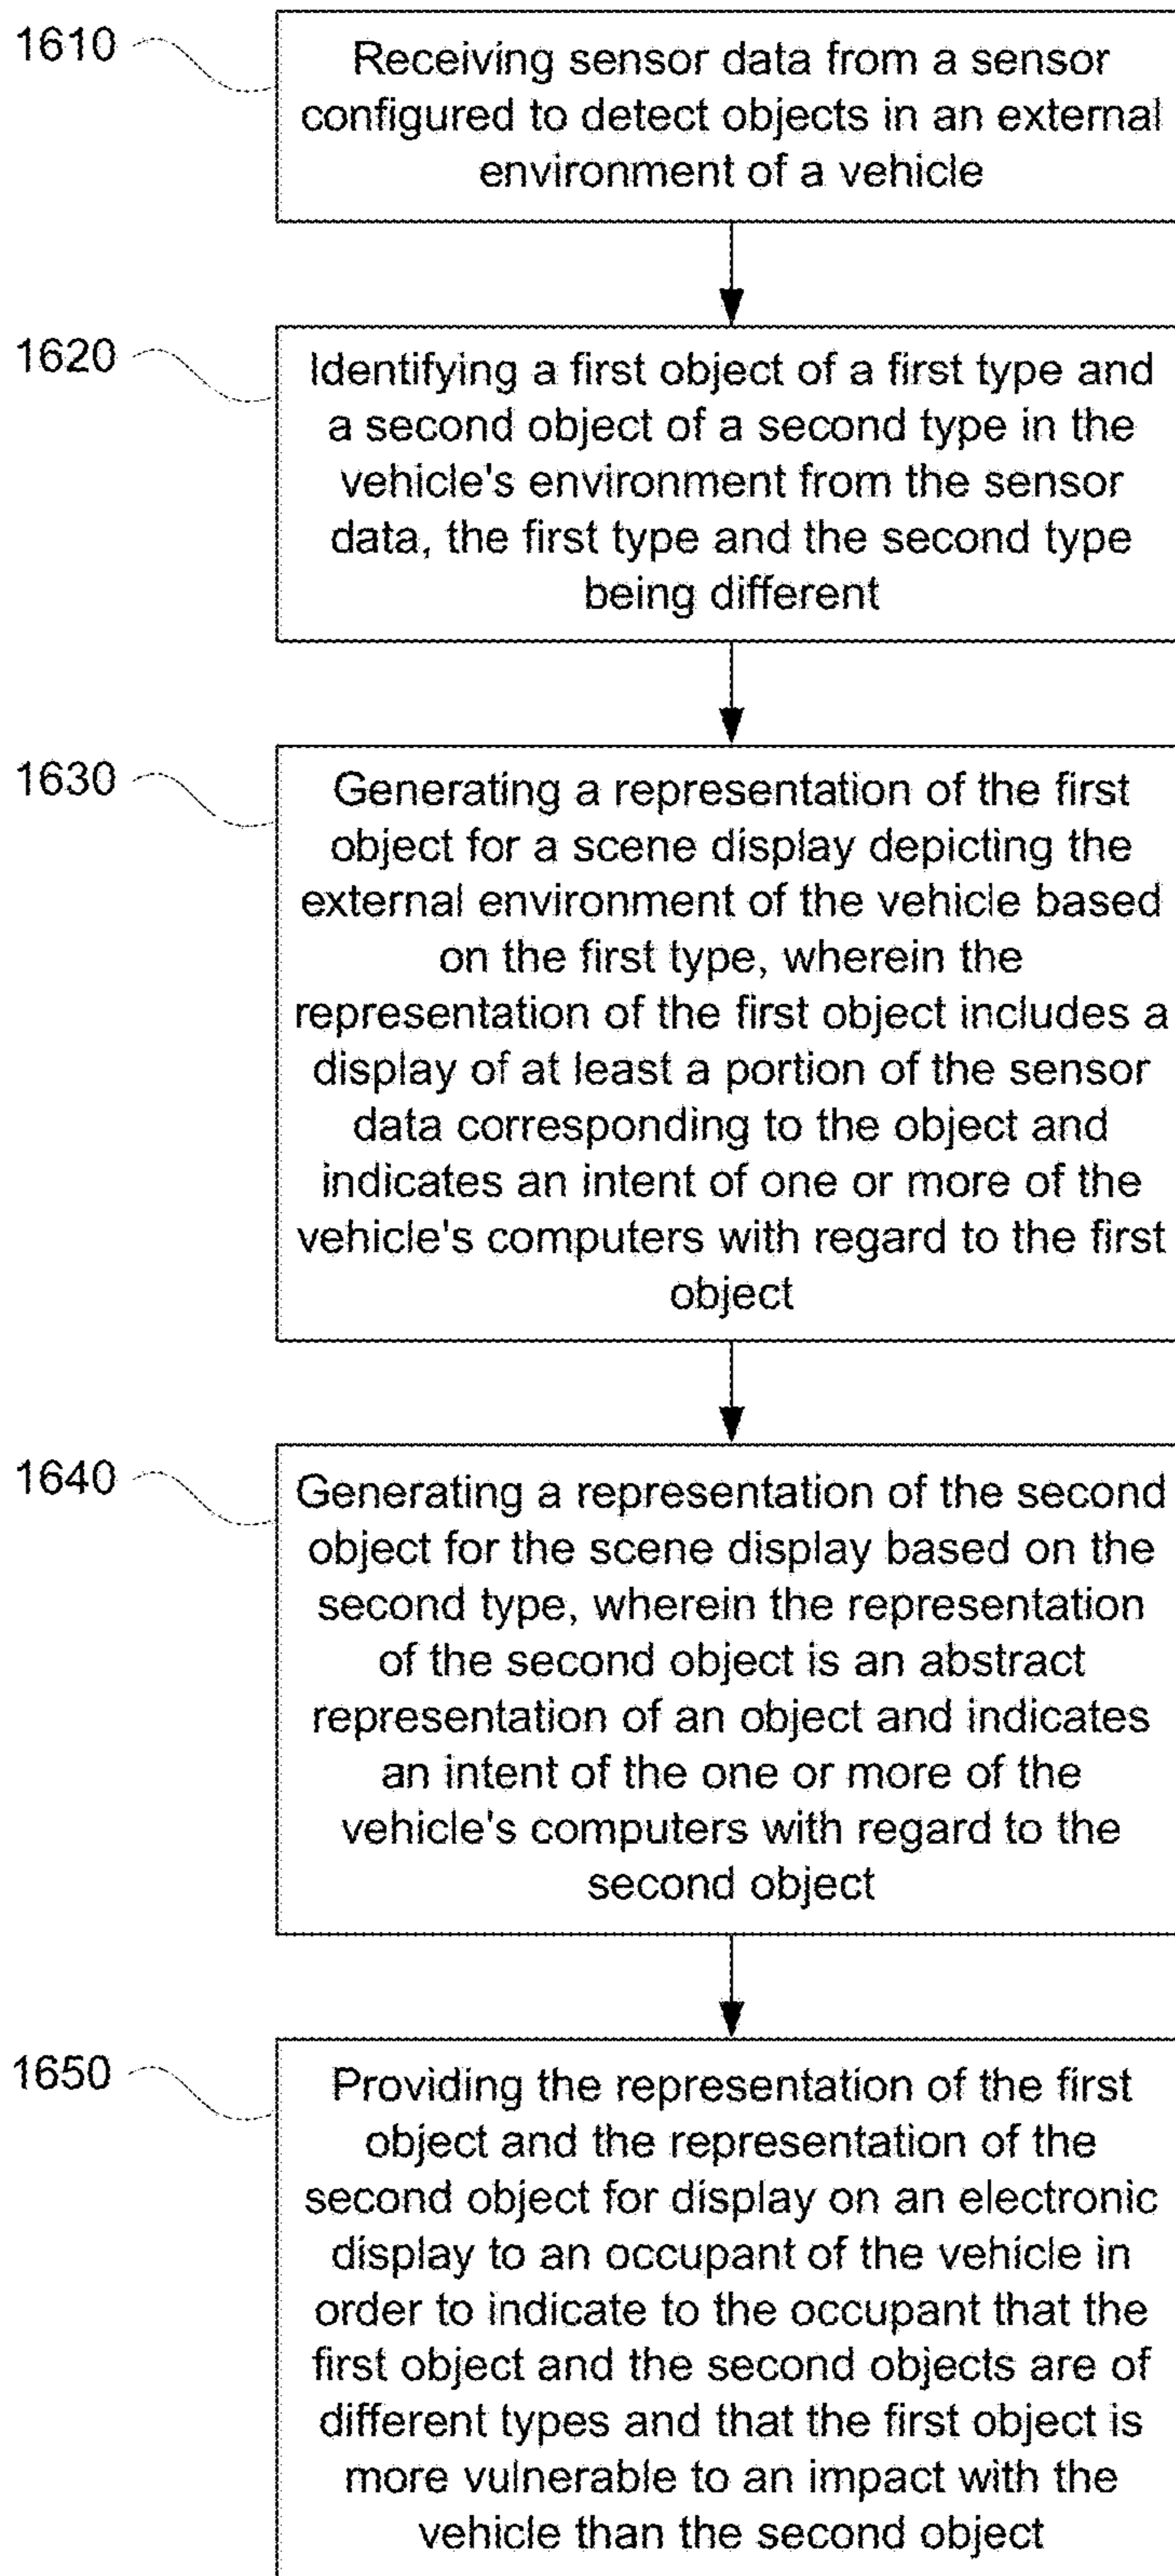 1610
Receiving sensor data from a sensor
configured to detect objects in an external
environment of a vehicle
1620
Identifying a first object of a first type and
a second object of a second type in the
vehicle's environment from the sensor
data, the first type and the second type
being different
1630
Generating a representation of the first
object for a scene display depicting the
external environment of the vehicle based
on the first type, wherein the
representation of the first object includes a
display of at least a portion of the sensor
data corresponding to the object and
indicates an intent of one or more of the
vehicle's computers with regard to the first
object
1640
Generating a representation of the second
object for the scene display based on the
second type, wherein the representation
of the second object is an abstract
representation of an object and indicates
an intent of the one or more of the
vehicle's computers with regard to the
second object
1650
Providing the representation of the first
object and the representation of the
second object for display on an electronic
display to an occupant of the vehicle in
order to indicate to the occupant that the
first object and the second objects are of
different types and that the first object is
more vulnerable to an impact with the
vehicle than the second object